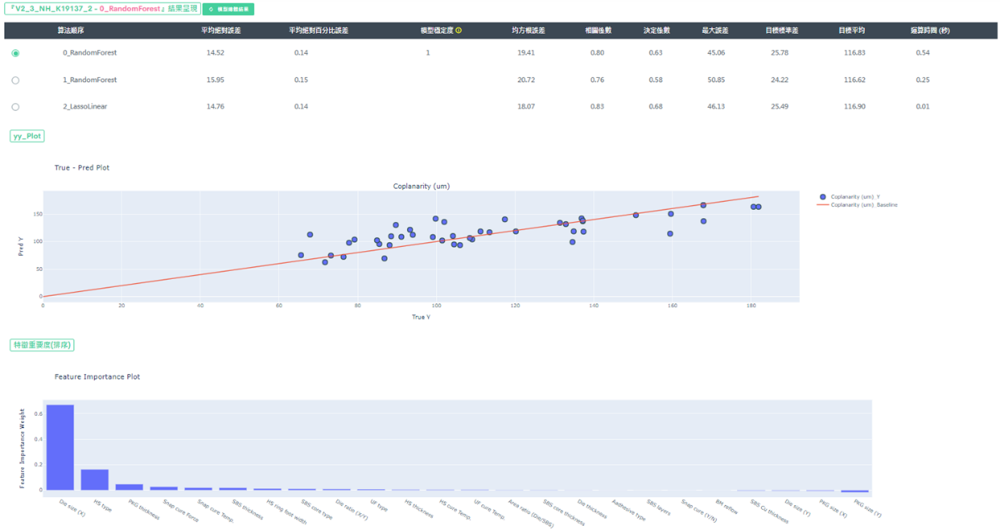 『V2_3_NH_K19137_2 - 0_RandomForest』結果呈現 模型訓練結果
算法順序 平均絕對誤差 平均絕對百分比誤差 模型穩定度 均方根誤差 相關係數 決定係數 最大誤差 目標標準差 目標平均 運算時間 (秒)
0_RandomForest 14.52 0.14 1 19.41 0.80 0.63 45.06 25.78 116.83 0.54
1_RandomForest 15.95 0.15 20.72 0.76 0.58 50.85 24.22 116.62 0.25
2_LassoLinear 14.76 0.14 18.07 0.83 0.68 46.13 25.49 116.90 0.01
yy_Plot
True - Pred Plot
Coplanarity (um)
Coplanarity (um)_Y
Coplanarity (um)_Baseline
Pred Y
150
100
50
0
0 20 40 60 80 100 120 140 160 180
True V
特徵重要度(排序)
Feature Importance Plot
Feature Importance Weight
0.6
0.4
0.2
0
Die size (X)
HS type
PKG thickness
Snap cure Force
Snap cure Temp.
SBS thickness
HS ring foot width
SBS core type
Die ratio (X/Y)
UF type
HS thickness
HS core Temp.
UF cure Temp.
Area ratio (Die/SBS)
SBS core thickness
Die thickness
Aadhesive type
SBS layers
Snap cure (Y/N)
BM reflow
SBS Cu thickness
Die size (Y)
PKG size (X)
PKG size (Y)